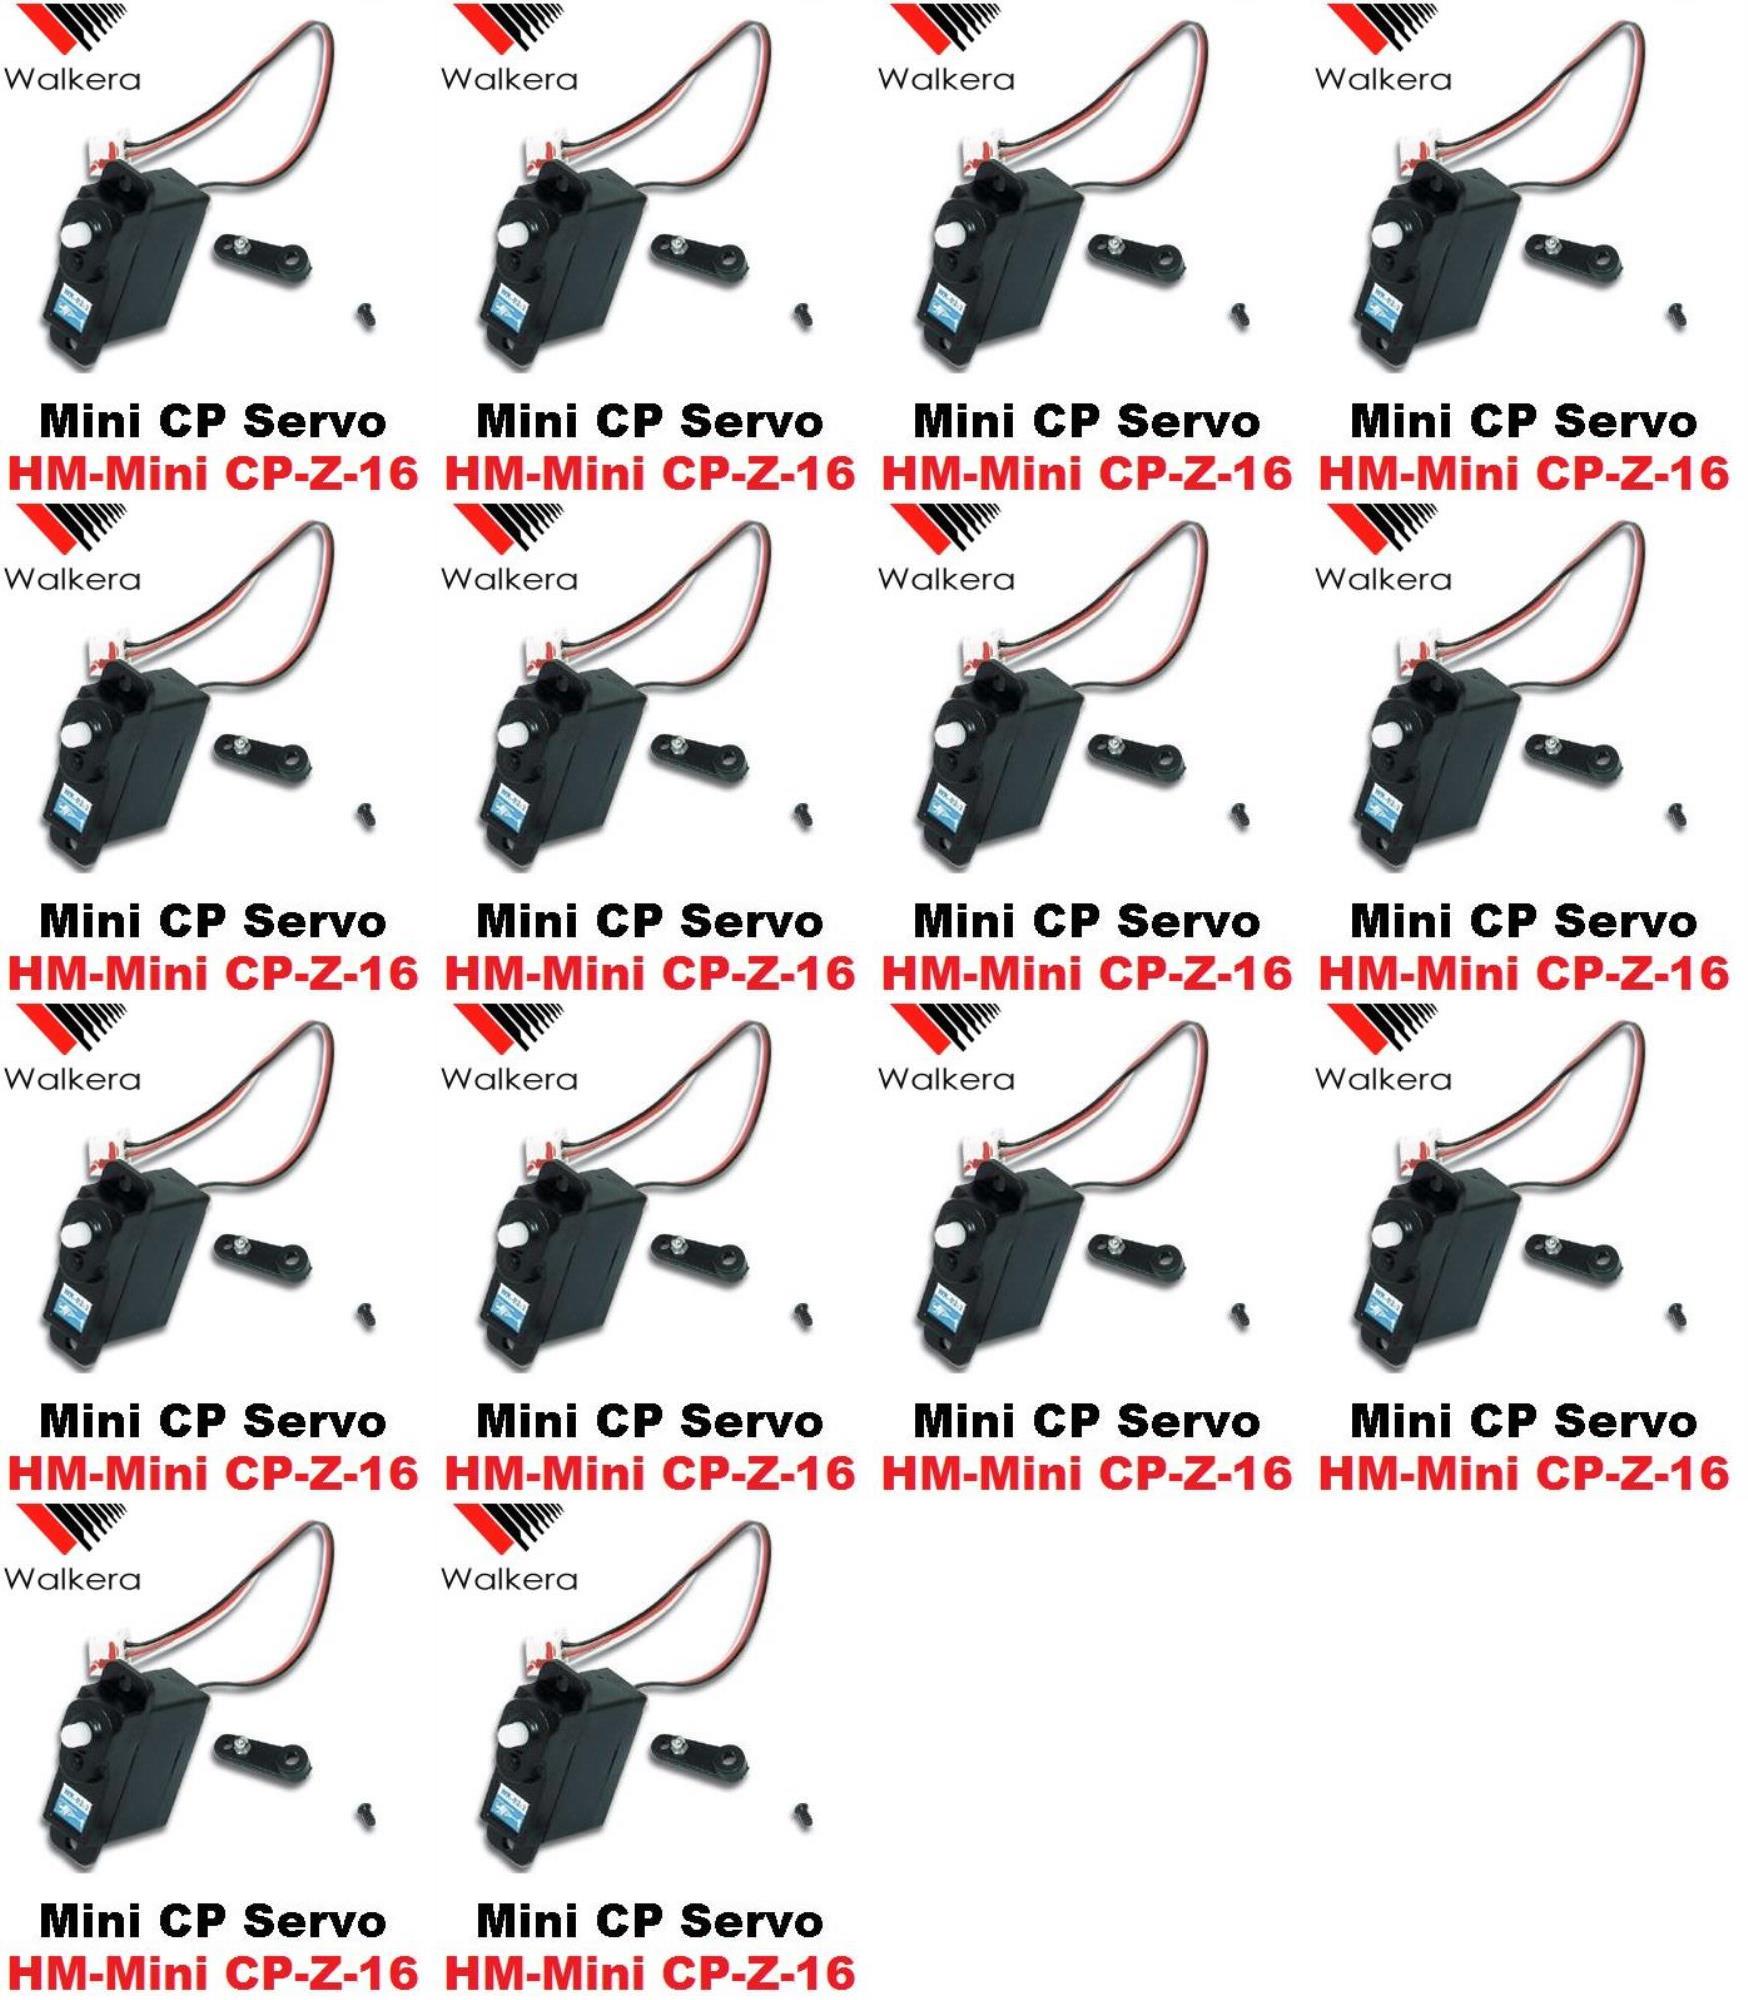 Walkera Walkera Walkera Walkera
Mini CP Servo Mini CP Servo Mini CP Servo Mini CP Servo
HM-Mini CP-Z-16 HM-Mini CP-Z-16 HM-Mini CP-Z-16 HM-Mini CP-Z-16
Walkera Walkera Walkera Walkera
Mini CP Servo Mini CP Servo Mini CP Servo Mini CP Servo
HM-Mini CP-Z-16 HM-Mini CP-Z-16 HM-Mini CP-Z-16 HM-Mini CP-Z-16
Walkera Walkera Walkera Walkera
Mini CP Servo Mini CP Servo Mini CP Servo Mini CP Servo
HM-Mini CP-Z-16 HM-Mini CP-Z-16 HM-Mini CP-Z-16 HM-Mini CP-Z-16
Walkera Walkera
Mini CP Servo Mini CP Servo
HM-Mini CP-Z-16 HM-Mini CP-Z-16